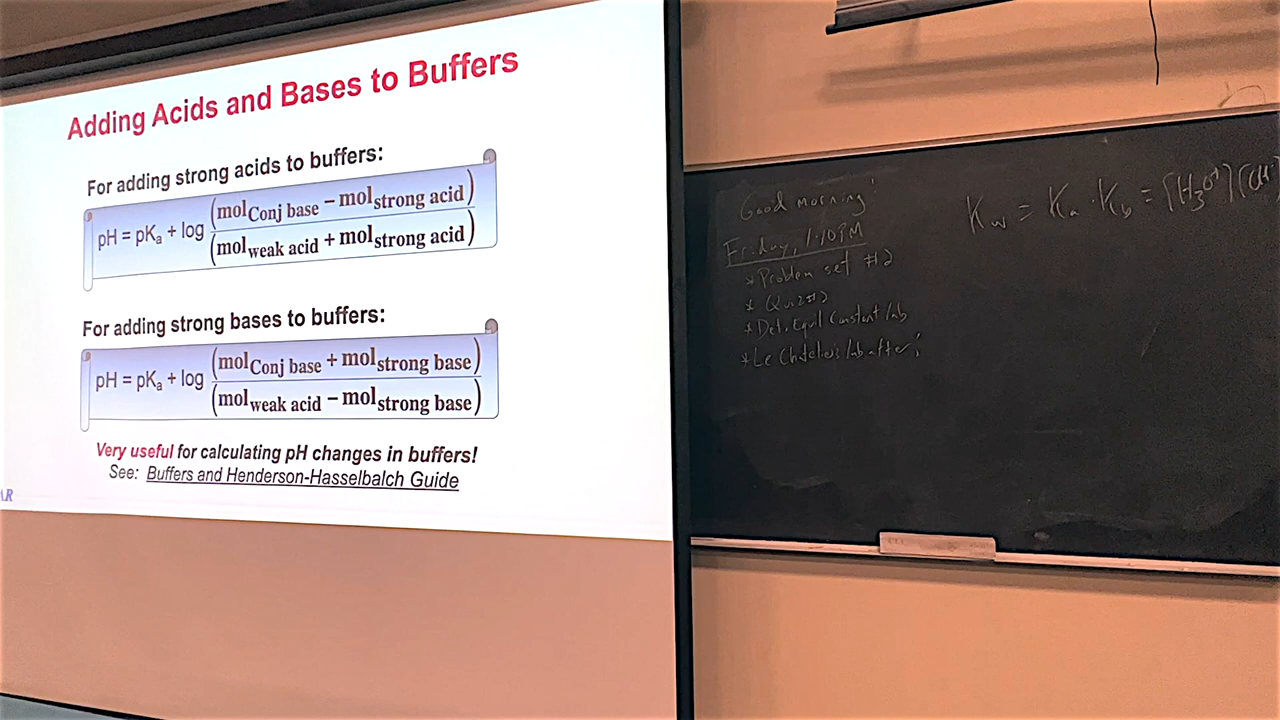 Adding Acids and Bases to Buffers
For adding strong acids to buffers:
pH = pKa + log (mol Conj base − mol strong acid) / (mol weak acid + mol strong acid)
For adding strong bases to buffers:
pH = pKa + log (mol Conj base + mol strong base) / (mol weak acid − mol strong base)
Very useful for calculating pH changes in buffers!
See: Buffers and Henderson-Hasselbalch Guide
AR
Good morning!
Friday, 1:10PM
* Problem set #2
* Quiz #2
* Det. Equil Constant lab
* Le Chatelier's lab after!
Kw = Ka · Kb = [H3O+][OH-